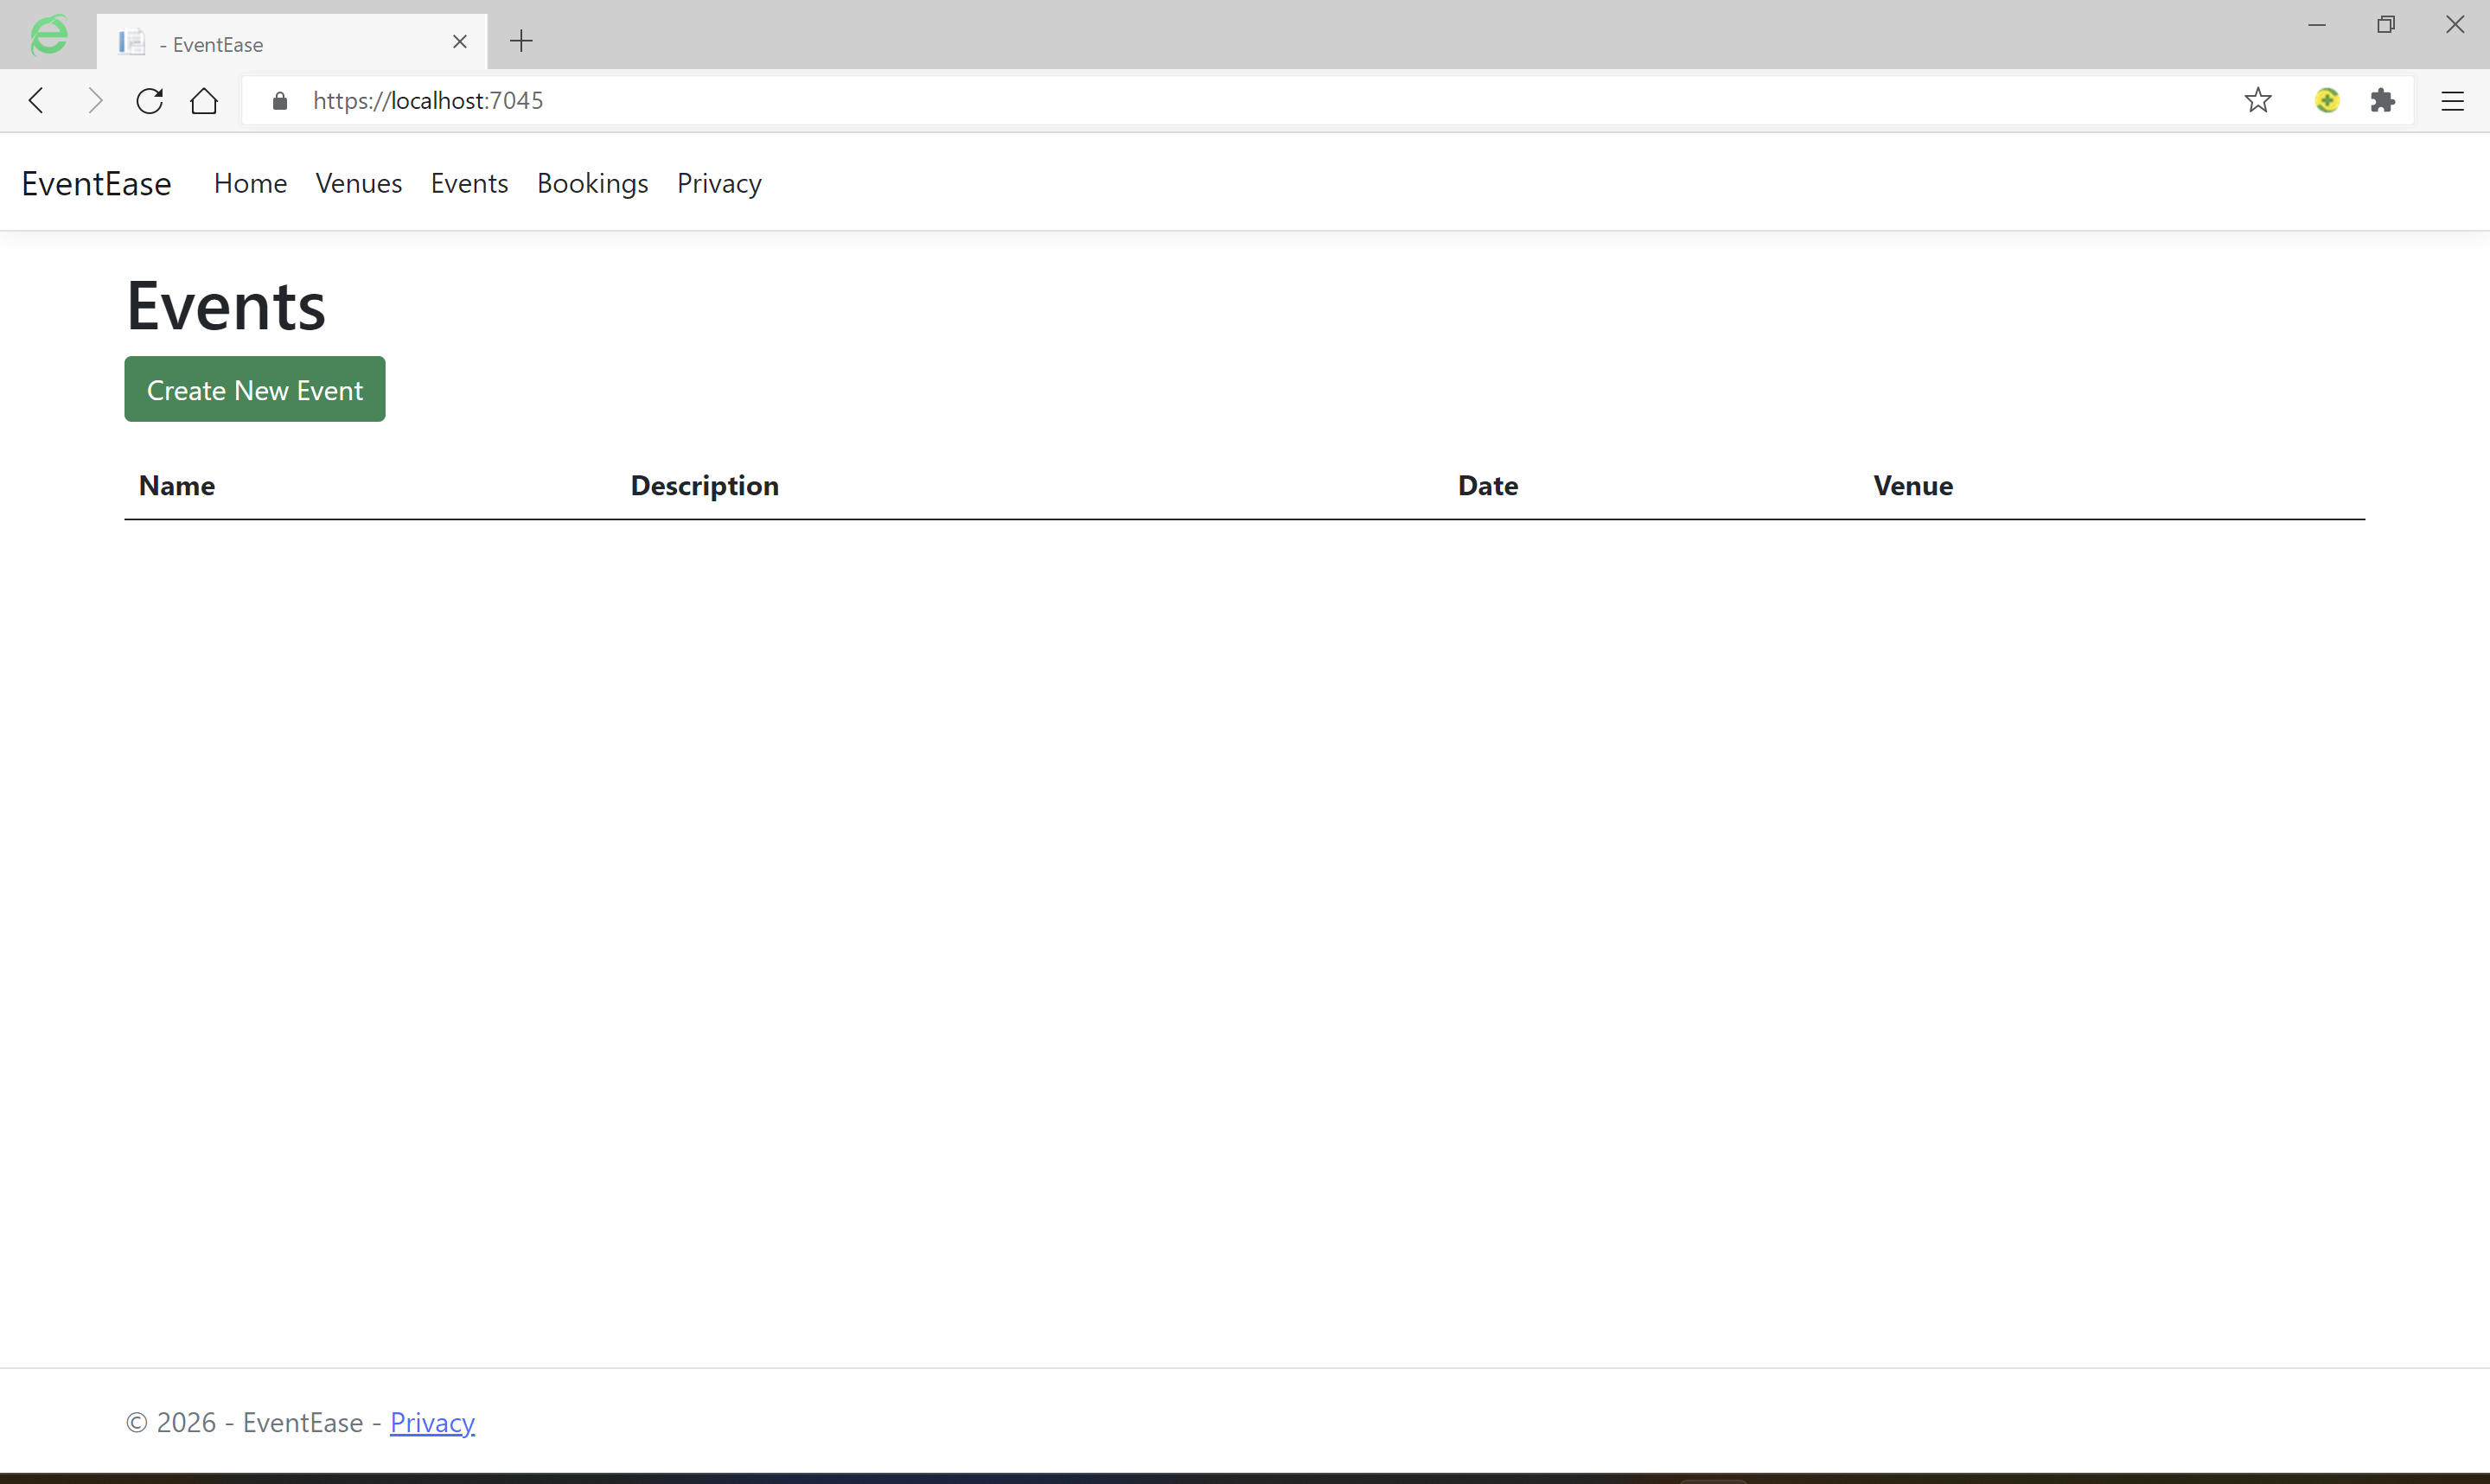 - EventEase
https://localhost:7045
EventEase Home Venues Events Bookings Privacy
Events
Create New Event
Name Description Date Venue
© 2026 - EventEase - Privacy